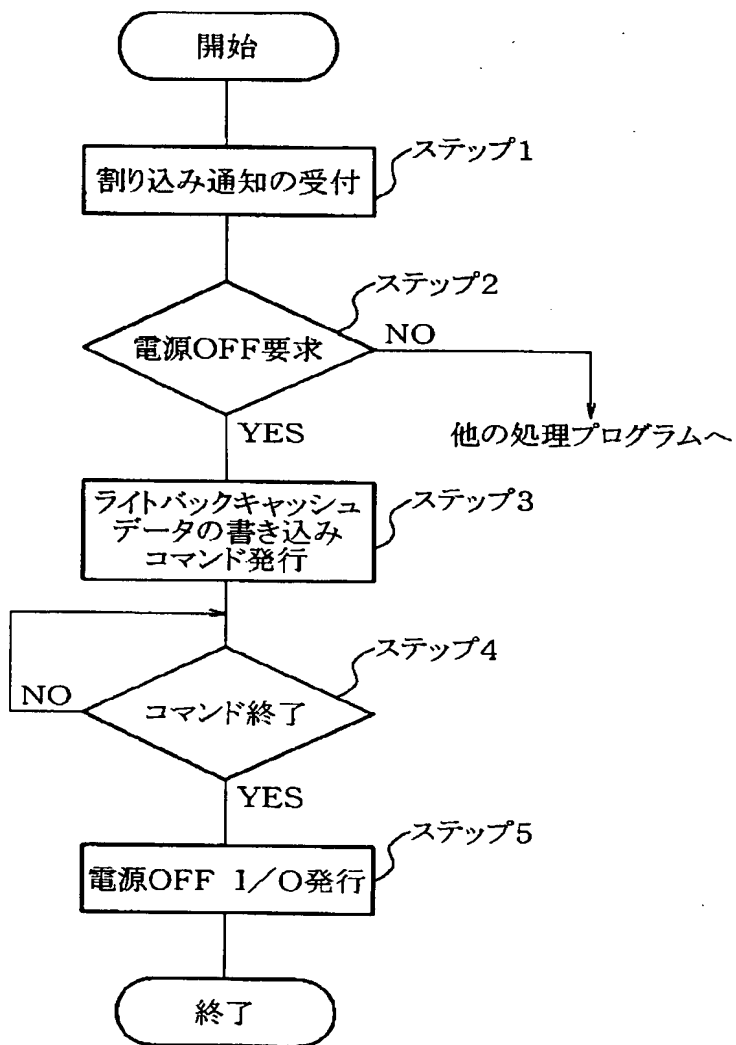 開始
割り込み通知の受付
ステップ1
電源OFF要求
ステップ2
NO
他の処理プログラムへ
YES
ライトバックキャッシュ
データの書き込み
コマンド発行
ステップ3
コマンド終了
ステップ4
NO
YES
電源OFF I/O発行
ステップ5
終了